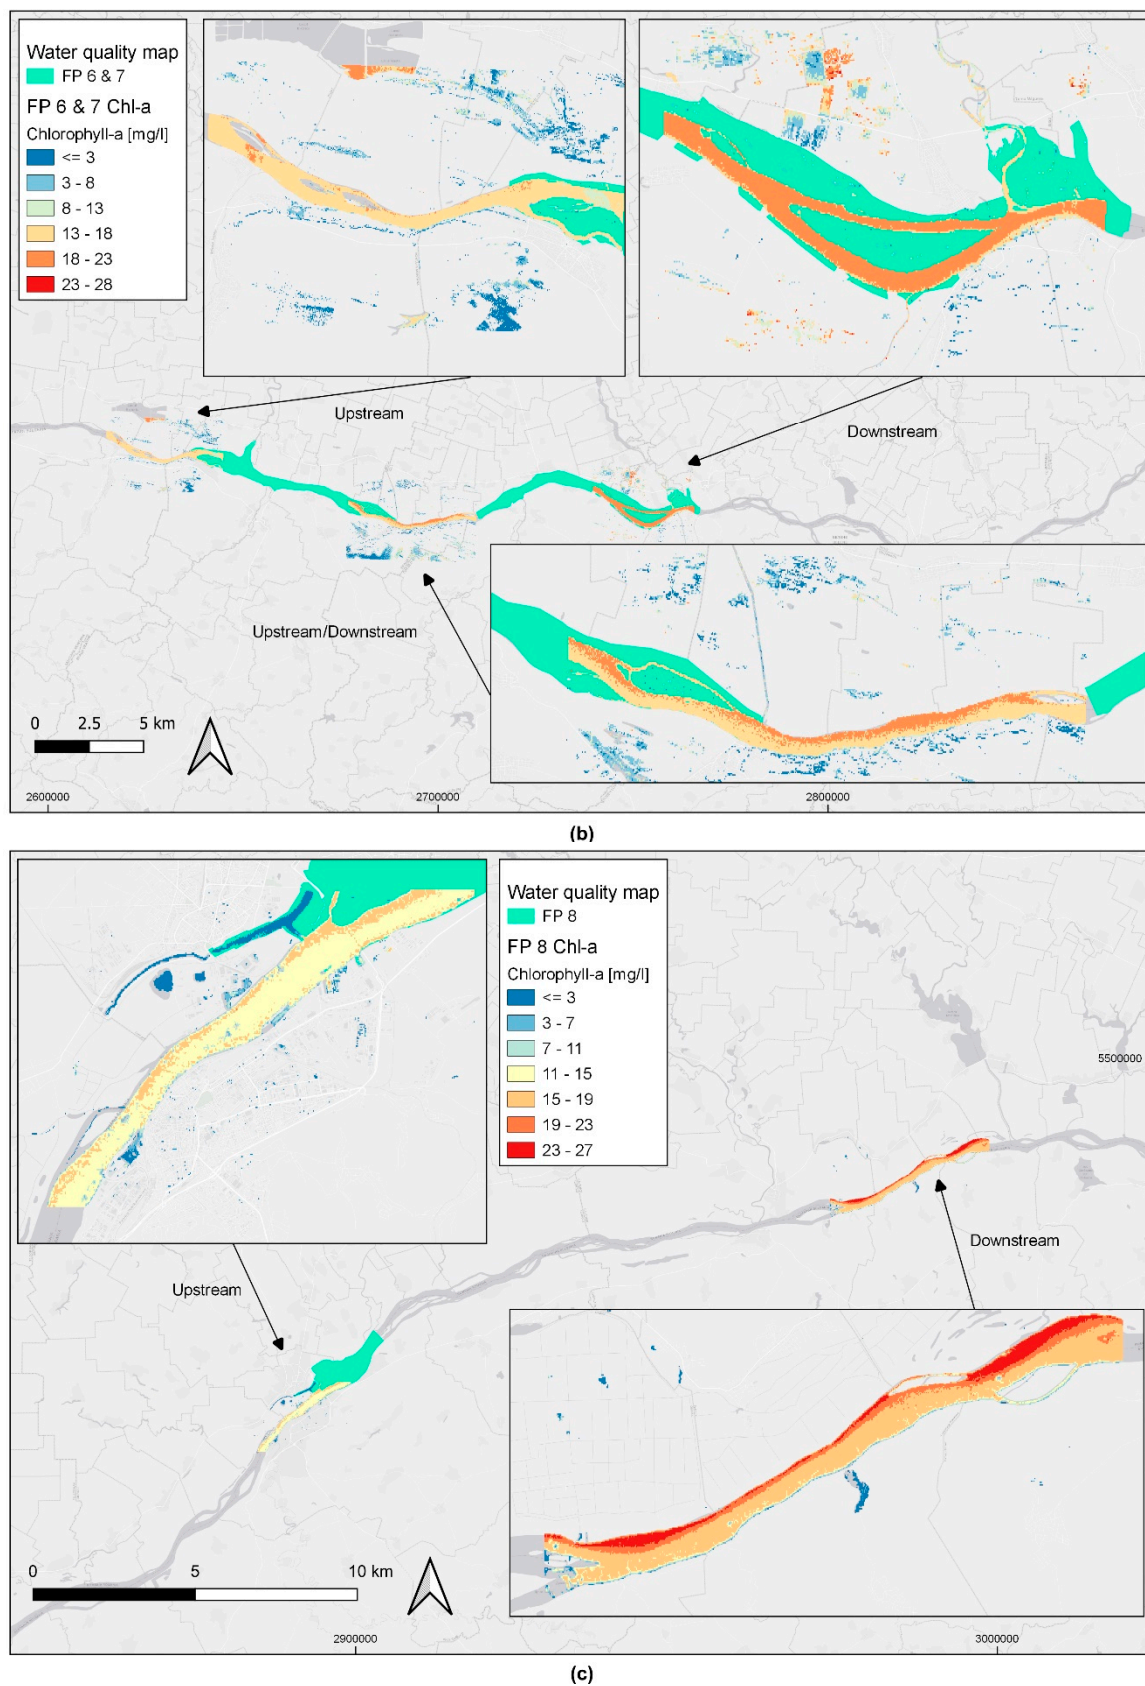 Water quality map
FP 6 & 7
FP 6 & 7 Chl-a
Chlorophyll-a [mg/l]
<= 3
3 - 8
8 - 13
13 - 18
18 - 23
23 - 28
Upstream
Downstream
Upstream/Downstream
0 2.5 5 km
2600000 2700000 2800000
(b)
Water quality map
FP 8
FP 8 Chl-a
Chlorophyll-a [mg/l]
<= 3
3 - 7
7 - 11
11 - 15
15 - 19
19 - 23
23 - 27
5500000
Downstream
Upstream
0 5 10 km
2900000 3000000
(c)